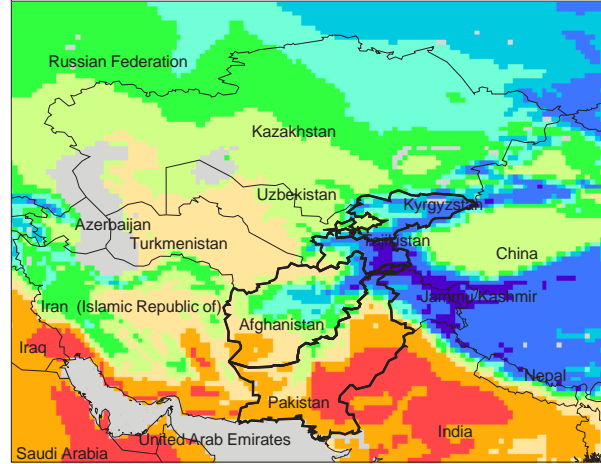 Russian Federation
Kazakhstan
Uzbekistan
Kyrgyzstan
Azerbaijan
Turkmenistan
Tajikistan
China
Iran (Islamic Republic of)
Jammu/Kashmir
Afghanistan
Iraq
Nepal
Pakistan
United Arab Emirates
India
Saudi Arabia